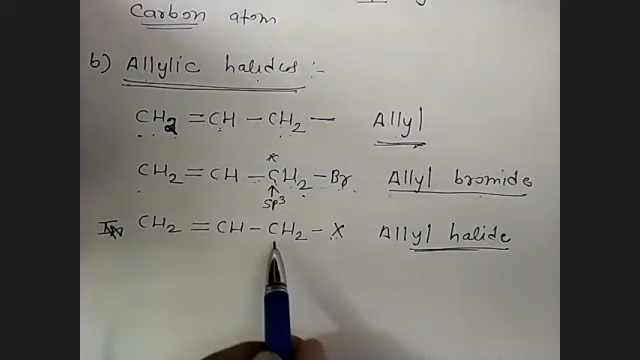 Carbon atom
b) Allylic halides :-
CH2 = CH - CH2 - Allyl
CH2 = CH - CH2 - Br Allyl bromide
*
↑
sp3
CH2 = CH - CH2 - X Allyl halide